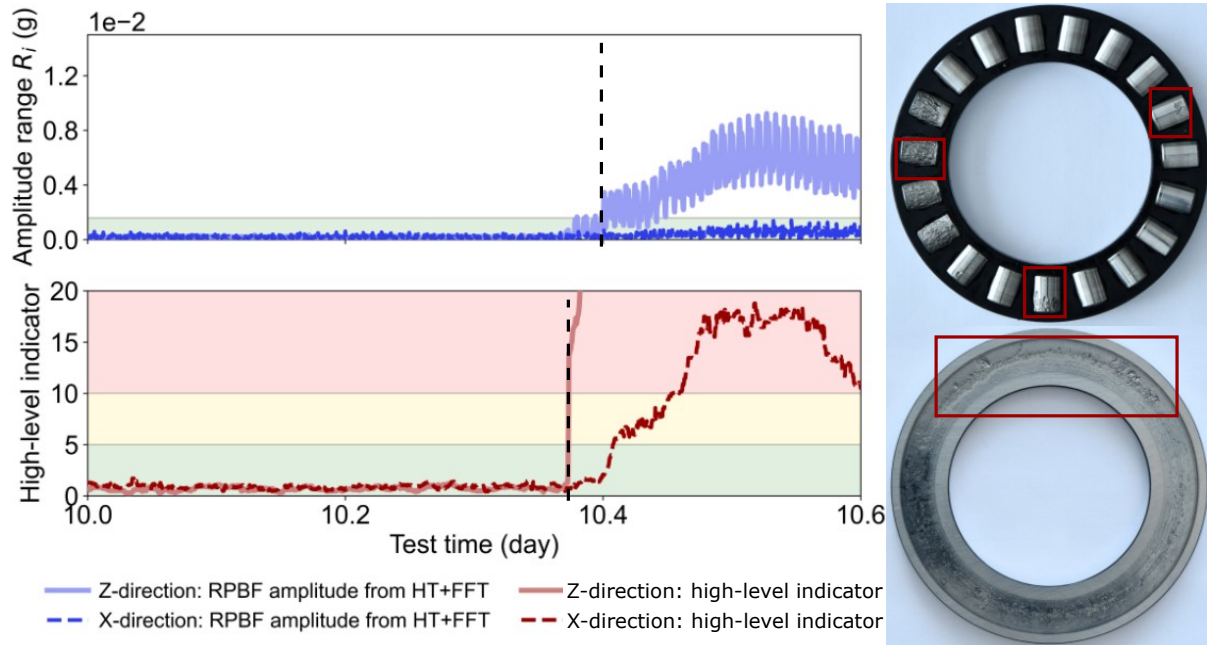 1e−2
Amplitude range Ri (g)
1.2
0.8
0.4
0.0
High-level indicator
20
15
10
5
0
10.0 10.2 10.4 10.6
Test time (day)
Z-direction: RPBF amplitude from HT+FFT
X-direction: RPBF amplitude from HT+FFT
Z-direction: high-level indicator
X-direction: high-level indicator